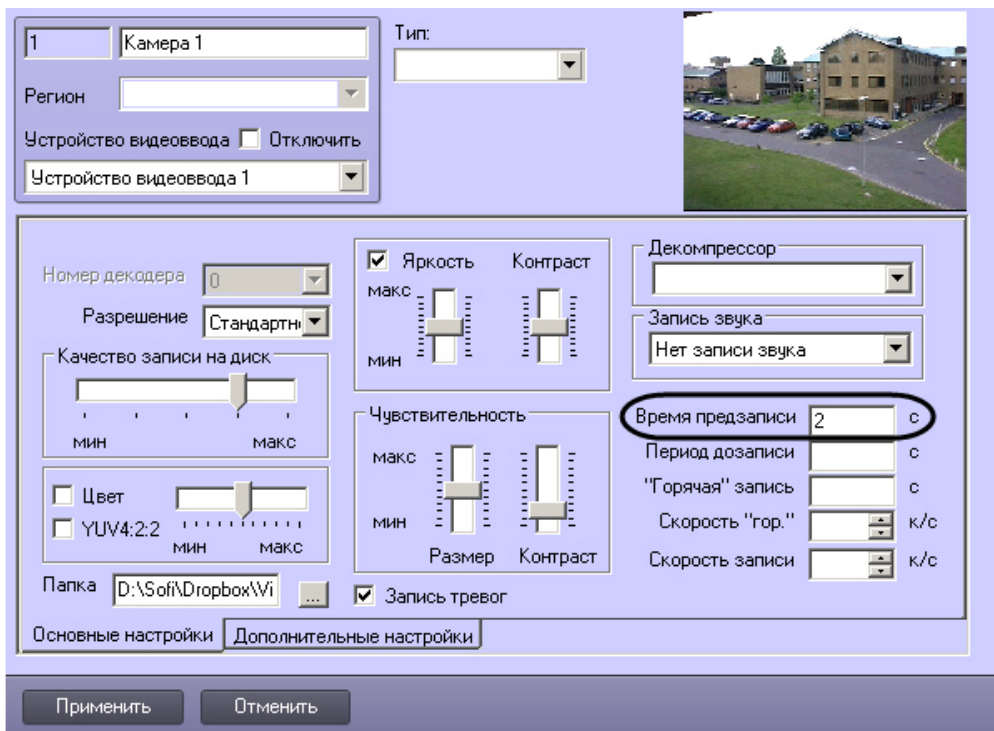 1
Камера 1
Тип:
Регион
Устройство видеоввода
Отключить
Устройство видеоввода 1
Номер декодера
0
Разрешение
Стандартн
Качество записи на диск
мин
макс
Цвет
YUV4:2:2
мин
макс
Папка
D:\Sofi\Dropbox\Vi
...
Яркость
Контраст
макс
мин
Чувствительность
макс
мин
Размер
Контраст
Запись тревог
Декомпрессор
Запись звука
Нет записи звука
Время предзаписи 2 с
Период дозаписи с
"Горячая" запись с
Скорость "гор." к/с
Скорость записи к/с
Основные настройки
Дополнительные настройки
Применить
Отменить